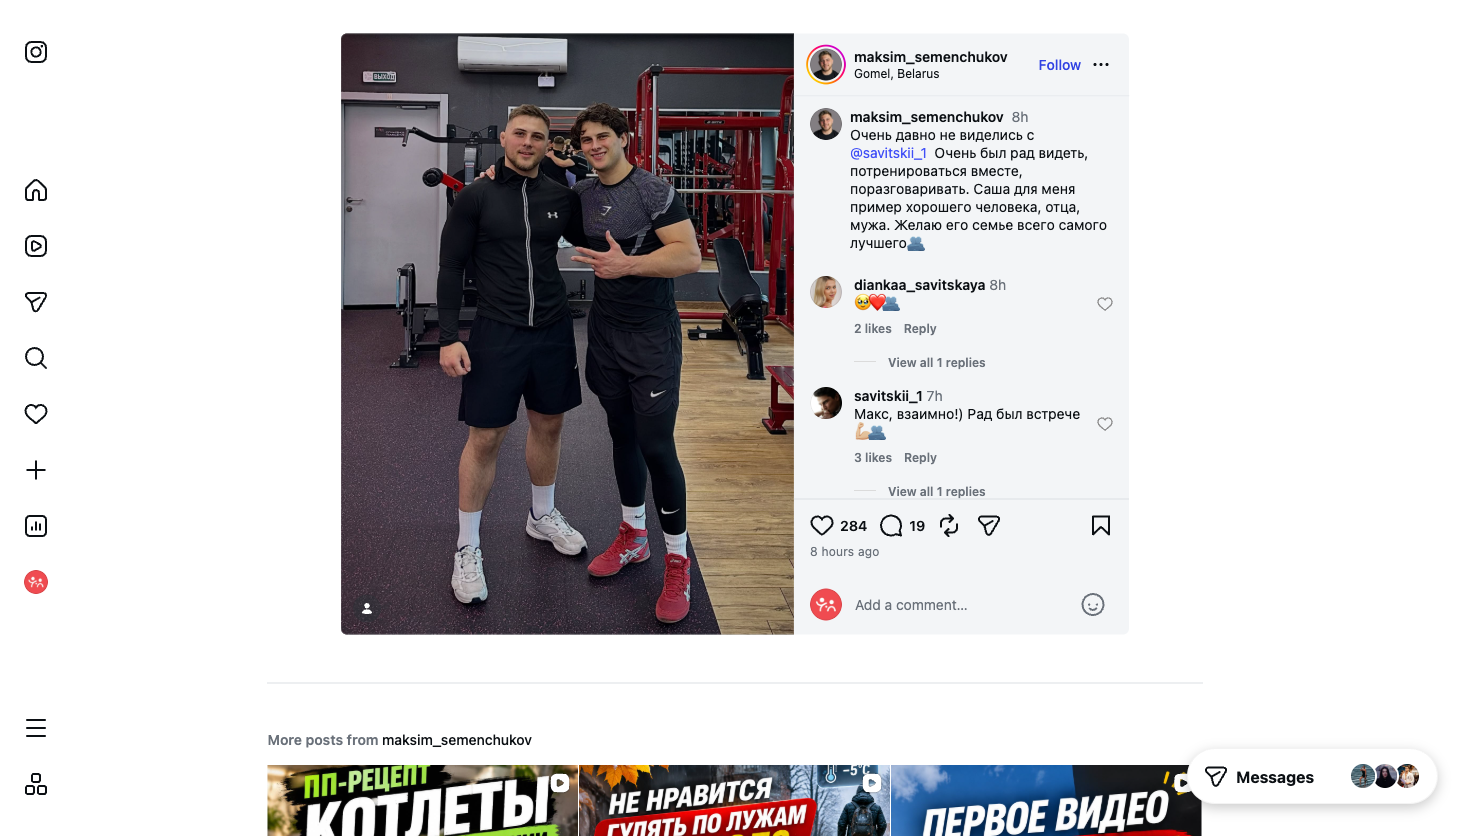 ВЫХОД
maksim_semenchukov
Gomel, Belarus
Follow
maksim_semenchukov 8h
Очень давно не виделись с
@savitskii_1 Очень был рад видеть,
потренироваться вместе,
поразговаривать. Саша для меня
пример хорошего человека, отца,
мужа. Желаю его семье всего самого
лучшего🫂
diankaa_savitskaya 8h
🥹❤️🫂
2 likes Reply
View all 1 replies
savitskii_1 7h
Макс, взаимно!) Рад был встрече
💪🏼🫂
3 likes Reply
View all 1 replies
284 19
8 hours ago
Add a comment...
More posts from maksim_semenchukov
ПП-РЕЦЕПТ
КОТЛЕТЫ
НЕ НРАВИТСЯ
ГУЛЯТЬ ПО ЛУЖАМ
-5°C
ПЕРВОЕ ВИДЕО
Messages